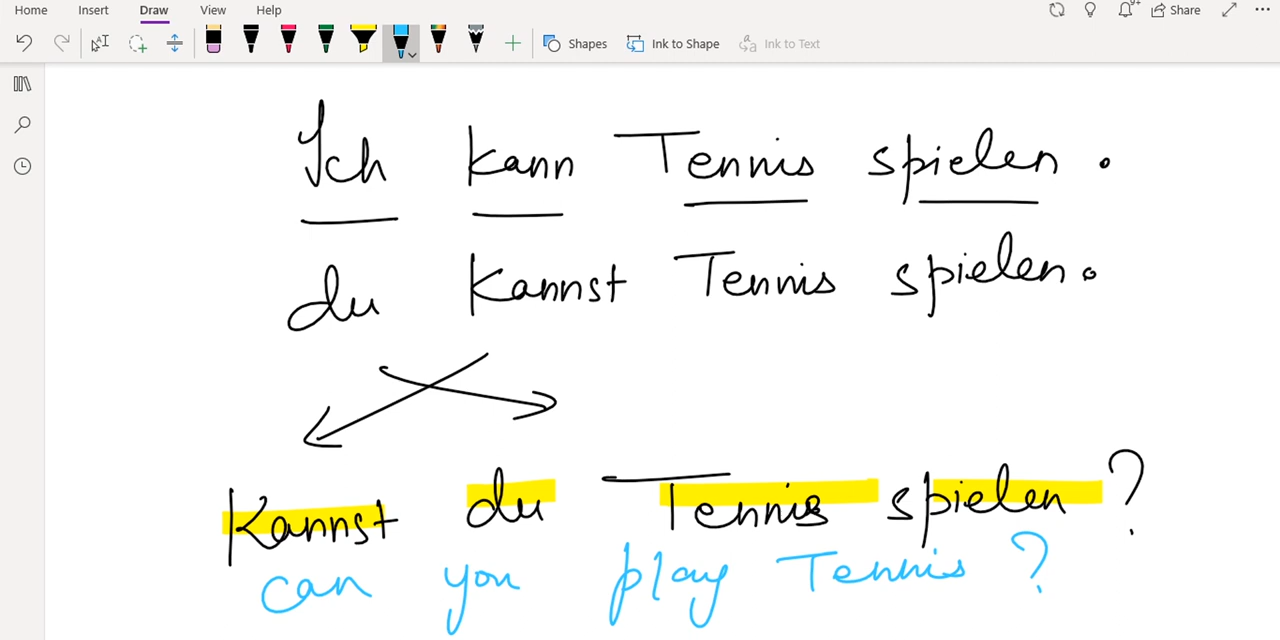 Home Insert Draw View Help Share
Shapes Ink to Shape Ink to Text
Ich kann Tennis spielen.
du kannst Tennis spielen.
Kannst du Tennis spielen ?
can you play Tennis ?